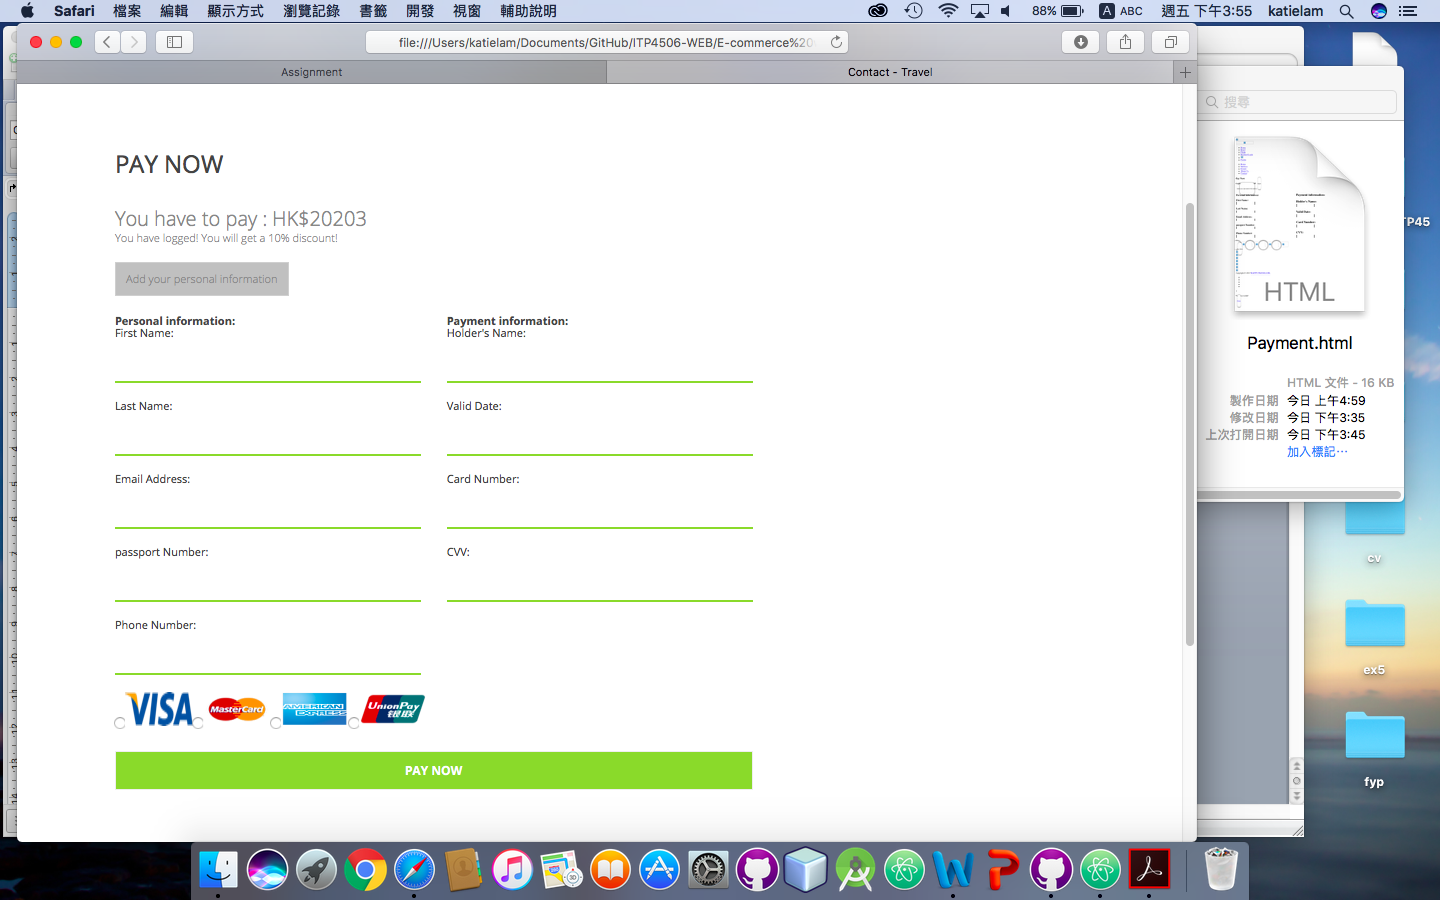 Safari 檔案 編輯 顯示方式 瀏覽記錄 書籤 開發 視窗 輔助說明 88% A ABC 週五 下午3:55 katielam
file:///Users/katielam/Documents/GitHub/ITP4506-WEB/E-commerce%20
Assignment
Contact - Travel
PAY NOW
You have to pay : HK$20203
You have logged! You will get a 10% discount!
Add your personal information
Personal information:
First Name:
Last Name:
Email Address:
passport Number:
Phone Number:
Payment information:
Holder's Name:
Valid Date:
Card Number:
CVV:
VISA
MasterCard
AMERICAN EXPRESS
UnionPay
银联
PAY NOW
搜尋
HTML
Payment.html
HTML 文件 - 16 KB
製作日期 今日 上午4:59
修改日期 今日 下午3:35
上次打開日期 今日 下午3:45
加入標記⋯
TP45
cv
ex5
fyp